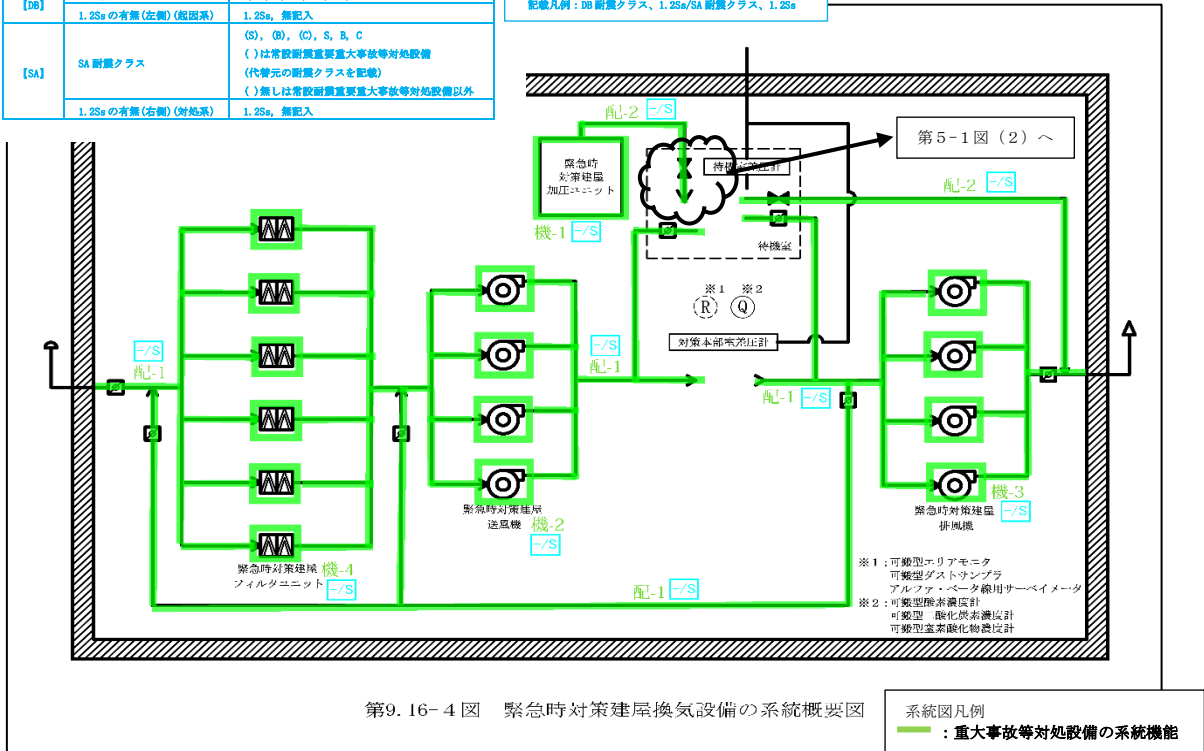 【DB】
1.2Ssの有無(左側)(起因系)
1.2Ss, 無記入
【SA】
SA耐震クラス
(S), (B), (C), S, B, C
( )は常設耐震重要重大事故等対処設備
(代替元の耐震クラスを記載)
( )無しは常設耐震重要重大事故等対処設備以外
1.2Ssの有無(右側)(対処系)
1.2Ss, 無記入
記載凡例：DB耐震クラス、1.2Ss/SA耐震クラス、1.2Ss
配-2 -/S
第5-1図（2）へ
緊急時
対策建屋
加圧ユニット
待機室差圧計
配-2 -/S
機-1 -/S
待機室
※1 ※2
R Q
対策本部室差圧計
-/S
配-1
-/S
配-1
配-1 -/S
緊急時対策建屋
送風機
機-2
-/S
機-3
緊急時対策建屋
排風機
-/S
緊急時対策建屋
フィルタユニット
機-4
-/S
配-1 -/S
※1：可搬型エリアモニタ
可搬型ダストサンプラ
アルファ・ベータ線用サーベイメータ
※2：可搬型酸素濃度計
可搬型二酸化炭素濃度計
可搬型窒素酸化物濃度計
第9.16-4図　緊急時対策建屋換気設備の系統概要図
系統図凡例
：重大事故等対処設備の系統機能